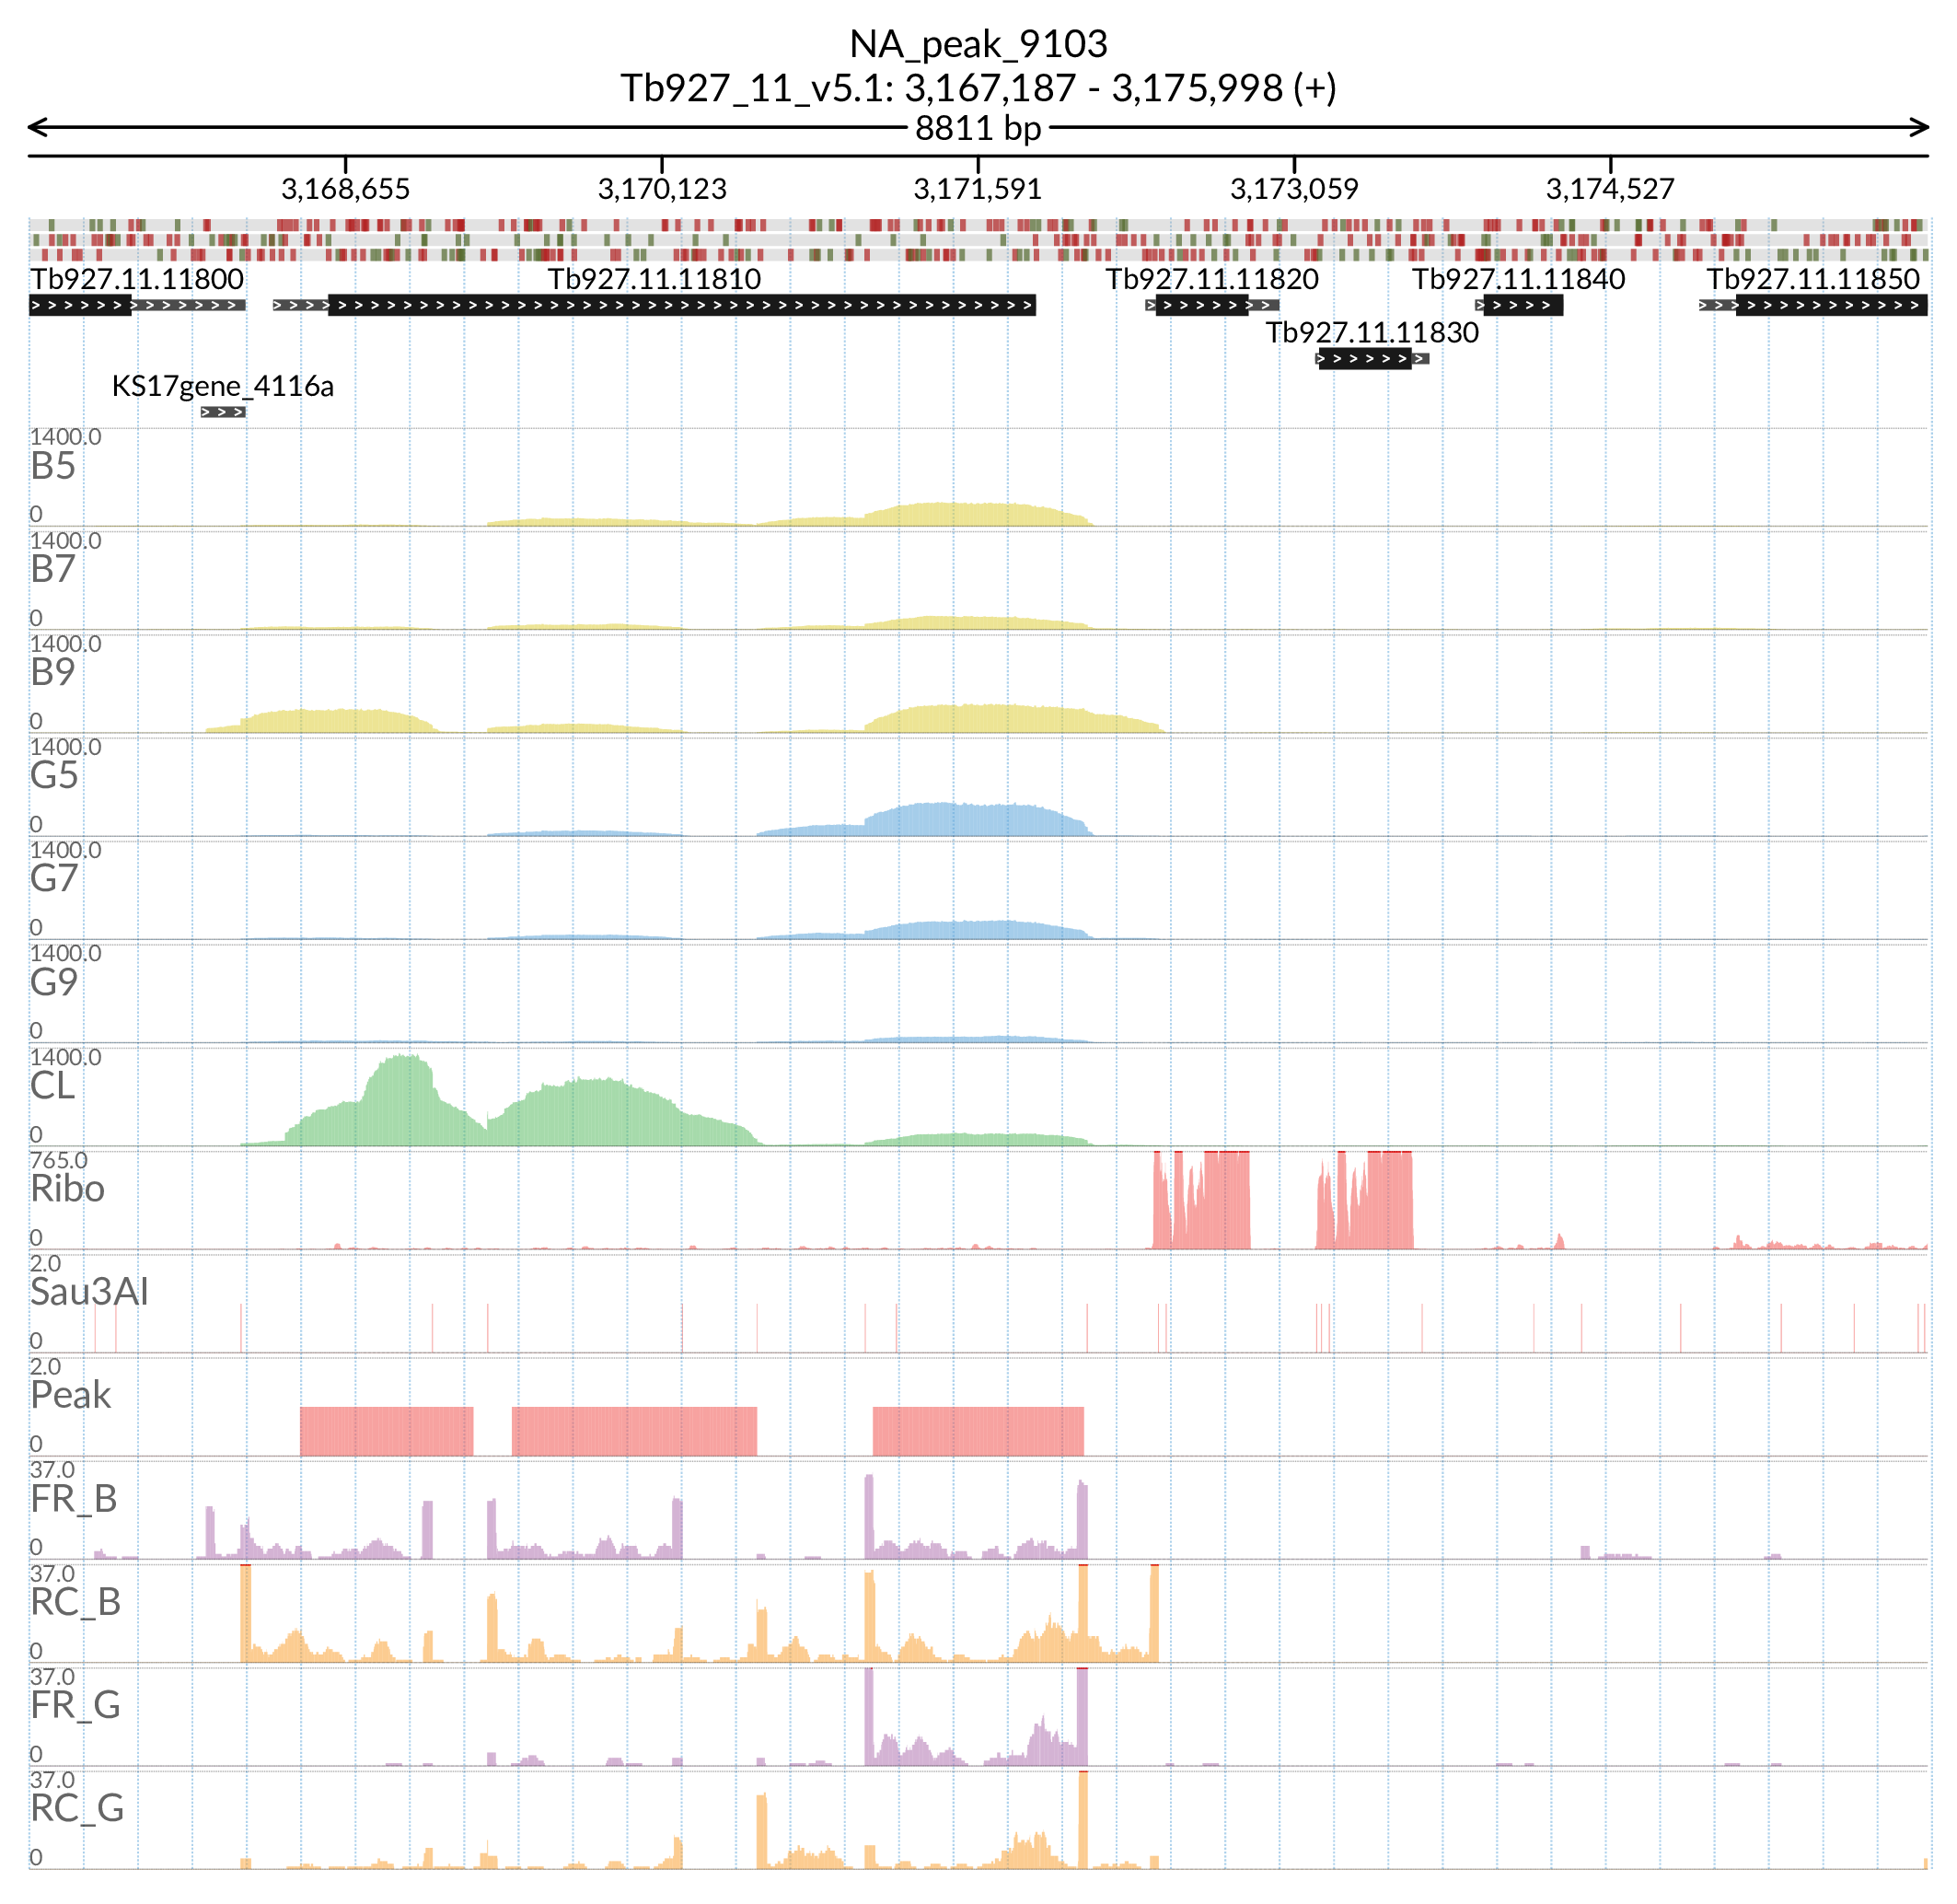 NA_peak_9103
Tb927_11_v5.1: 3,167,187 - 3,175,998 (+)
8811 bp
3,168,655 3,170,123 3,171,591 3,173,059 3,174,527
Tb927.11.11800 Tb927.11.11810 Tb927.11.11820 Tb927.11.11840 Tb927.11.11850
Tb927.11.11830
KS17gene_4116a
1400.0
B5
0
1400.0
B7
0
1400.0
B9
0
1400.0
G5
0
1400.0
G7
0
1400.0
G9
0
1400.0
CL
0
765.0
Ribo
0
2.0
Sau3AI
0
2.0
Peak
0
37.0
FR_B
0
37.0
RC_B
0
37.0
FR_G
0
37.0
RC_G
0